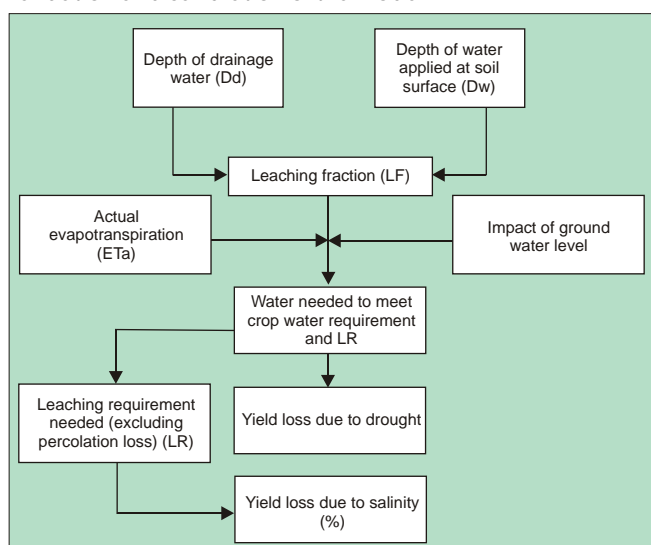 Depth of drainage
water (Dd)
Depth of water
applied at soil
surface (Dw)
Leaching fraction (LF)
Actual
evapotranspiration
(ETa)
Impact of ground
water level
Water needed to meet
crop water requirement
and LR
Leaching requirement
needed (excluding
percolation loss) (LR)
Yield loss due to drought
Yield loss due to salinity
(%)